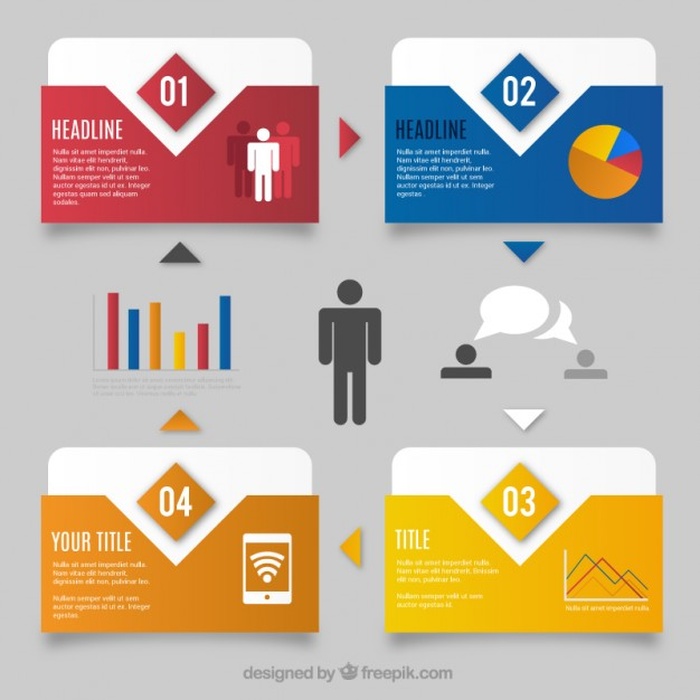 01
HEADLINE
Nulla sit amet imperdiet nulla.
Nam vitae elit hendrerit,
dignissim elit non, pulvinar leo.
Nullam semper velit ut sem
auctor egestas id ut ex. Integer
egestas quam sed aliquam
sodales.
02
HEADLINE
Nulla sit amet imperdiet nulla.
Nam vitae elit hendrerit,
dignissim elit non, pulvinar leo.
Nullam semper velit ut sem
auctor egestas id ut ex. Integer
egestas .
04
YOUR TITLE
Nulla sit amet imperdiet nulla.
Nam vitae elit hendrerit,
dignissim elit non, pulvinar leo.
Nullam semper velit ut sem
auctor egestas id ut ex. Integer
egestas.
03
TITLE
Nulla sit amet imperdiet nulla.
Nam vitae elit hendrerit.
elit non, pulvinar leo.
Nullam semper velit ut sem
auctor egestas id ut sem.
Nulla sit amet imperdiet nulla.
designed by freepik.com